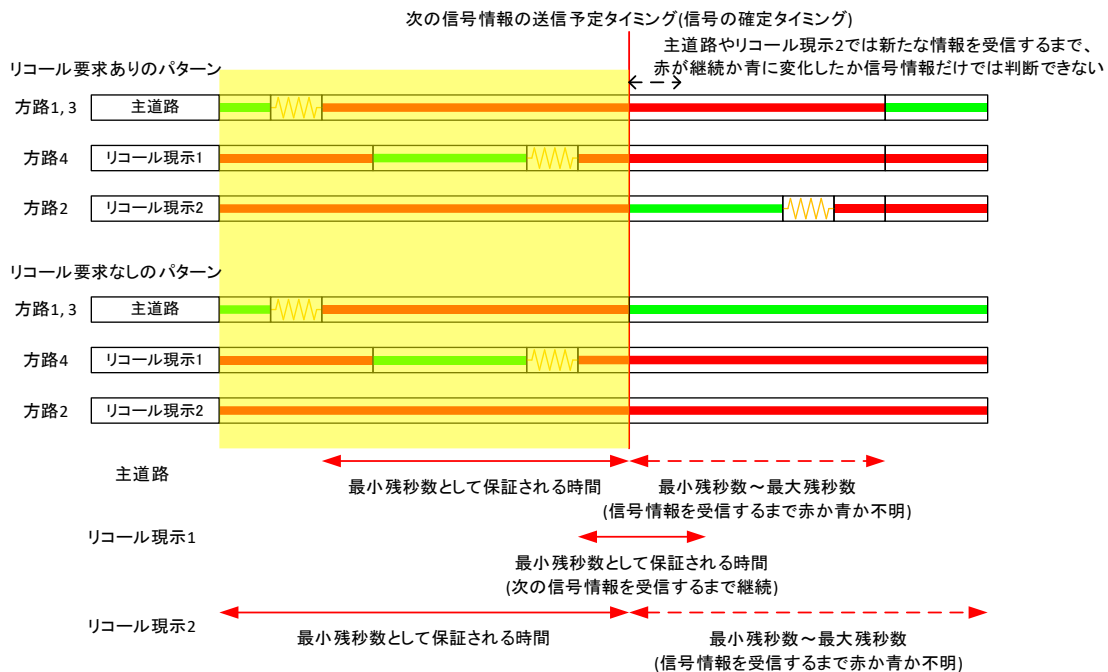 次の信号情報の送信予定タイミング(信号の確定タイミング)
主道路やリコール現示2では新たな情報を受信するまで、
赤が継続か青に変化したか信号情報だけでは判断できない
リコール要求ありのパターン
方路1,3
主道路
方路4
リコール現示1
方路2
リコール現示2
リコール要求なしのパターン
方路1,3
主道路
方路4
リコール現示1
方路2
リコール現示2
主道路
最小残秒数として保証される時間
最小残秒数～最大残秒数
(信号情報を受信するまで赤か青か不明)
リコール現示1
最小残秒数として保証される時間
(次の信号情報を受信するまで継続)
リコール現示2
最小残秒数として保証される時間
最小残秒数～最大残秒数
(信号情報を受信するまで赤か青か不明)